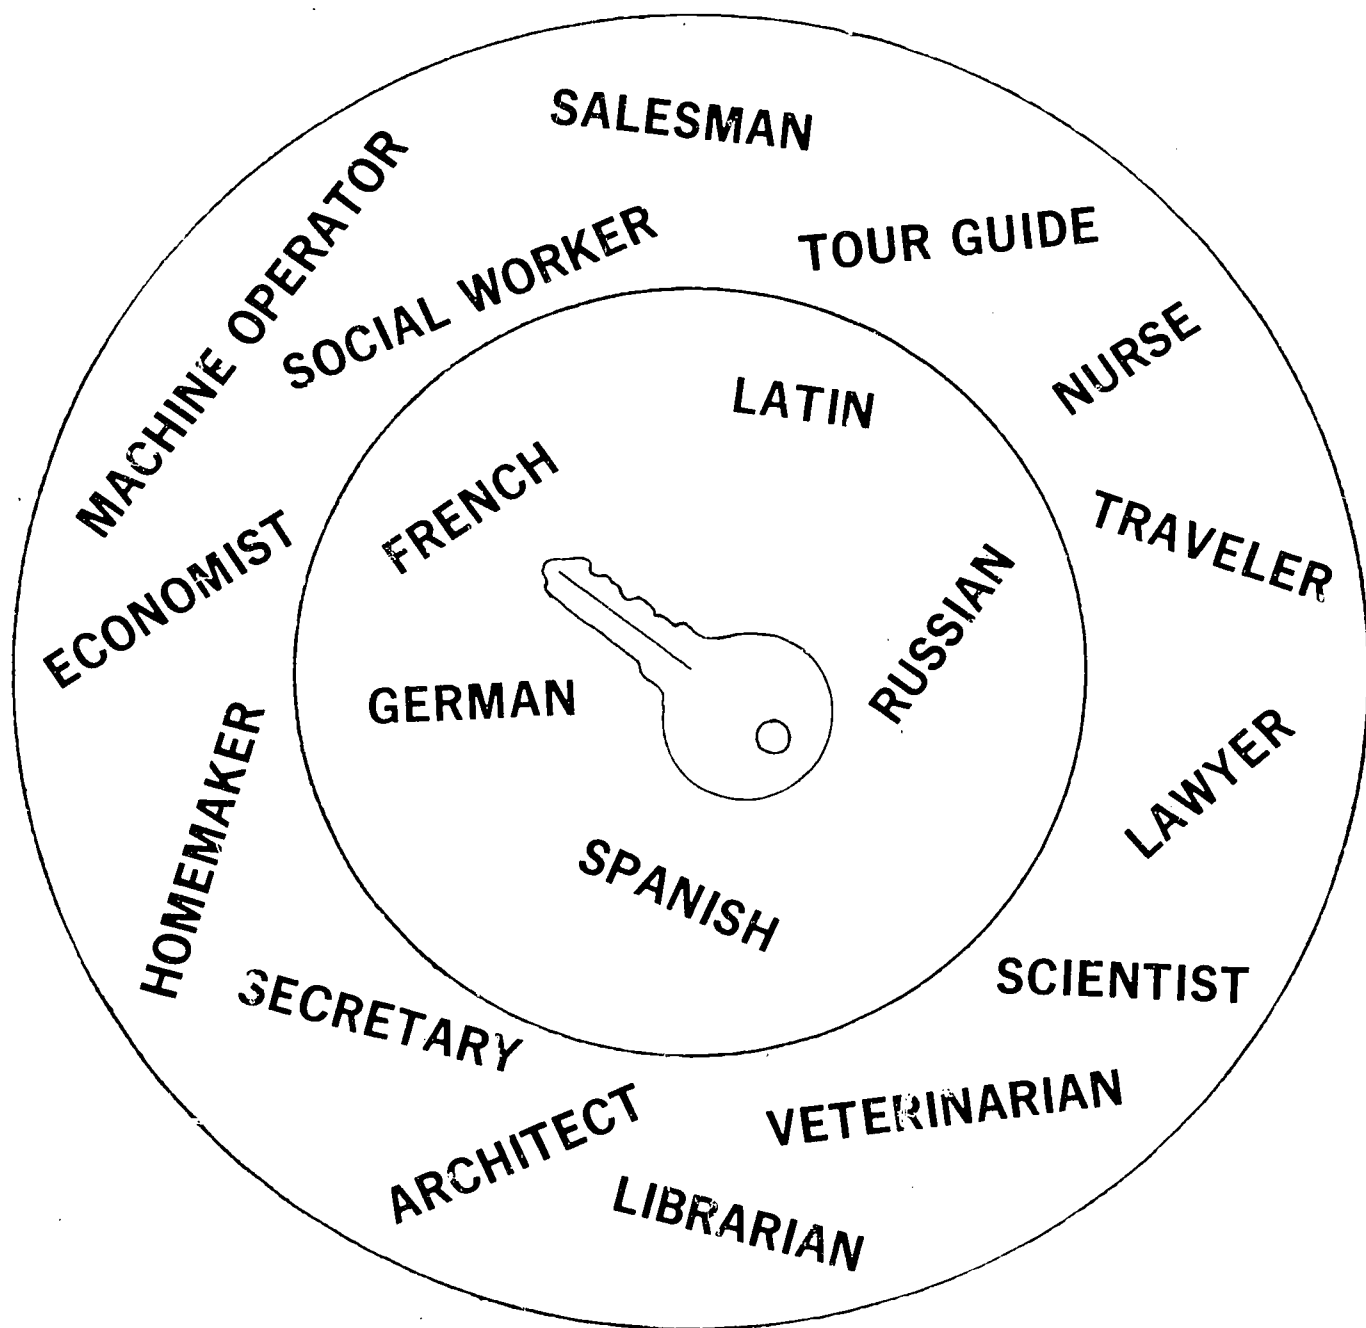 SALESMAN
MACHINE OPERATOR
SOCIAL WORKER
TOUR GUIDE
NURSE
LATIN
FRENCH
TRAVELER
ECONOMIST
RUSSIAN
GERMAN
LAWYER
HOMEMAKER
SPANISH
SCIENTIST
SECRETARY
VETERINARIAN
ARCHITECT
LIBRARIAN